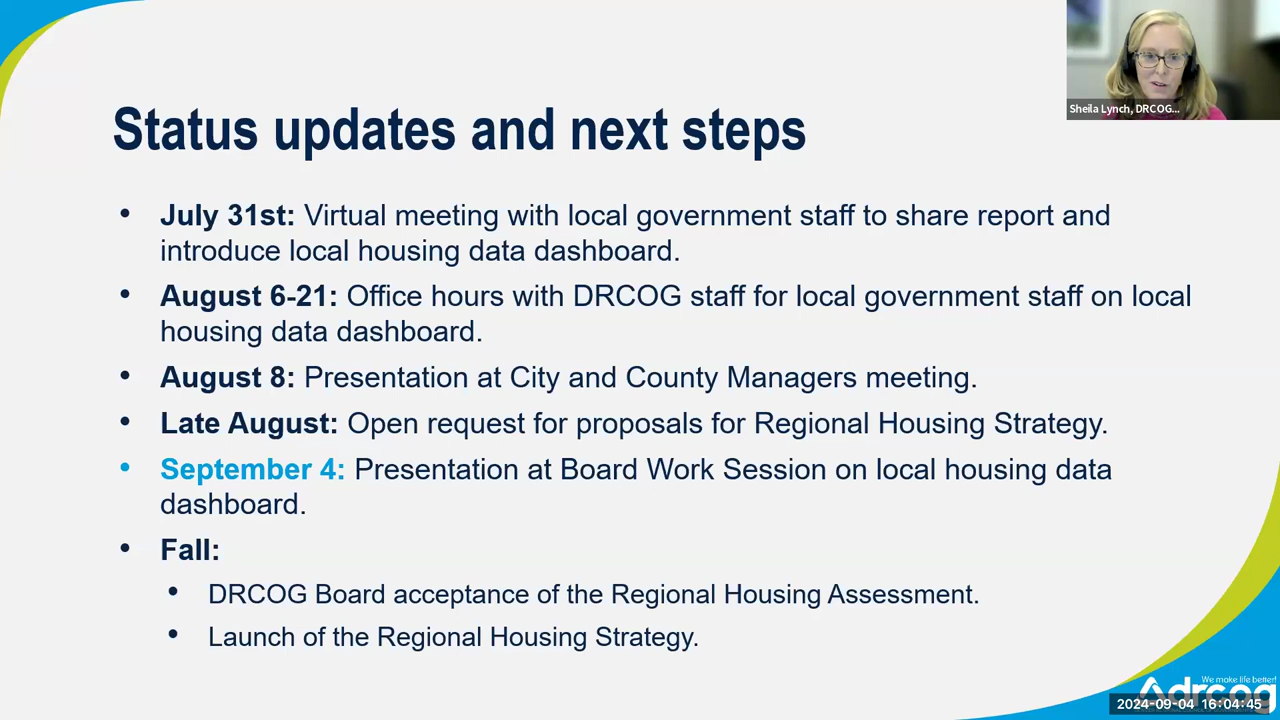 Sheila Lynch, DRCOG...
Status updates and next steps
• July 31st: Virtual meeting with local government staff to share report and
introduce local housing data dashboard.
• August 6-21: Office hours with DRCOG staff for local government staff on local
housing data dashboard.
• August 8: Presentation at City and County Managers meeting.
• Late August: Open request for proposals for Regional Housing Strategy.
• September 4: Presentation at Board Work Session on local housing data
dashboard.
• Fall:
• DRCOG Board acceptance of the Regional Housing Assessment.
• Launch of the Regional Housing Strategy.
We make life better!
drcog
2024-09-04 16:04:45